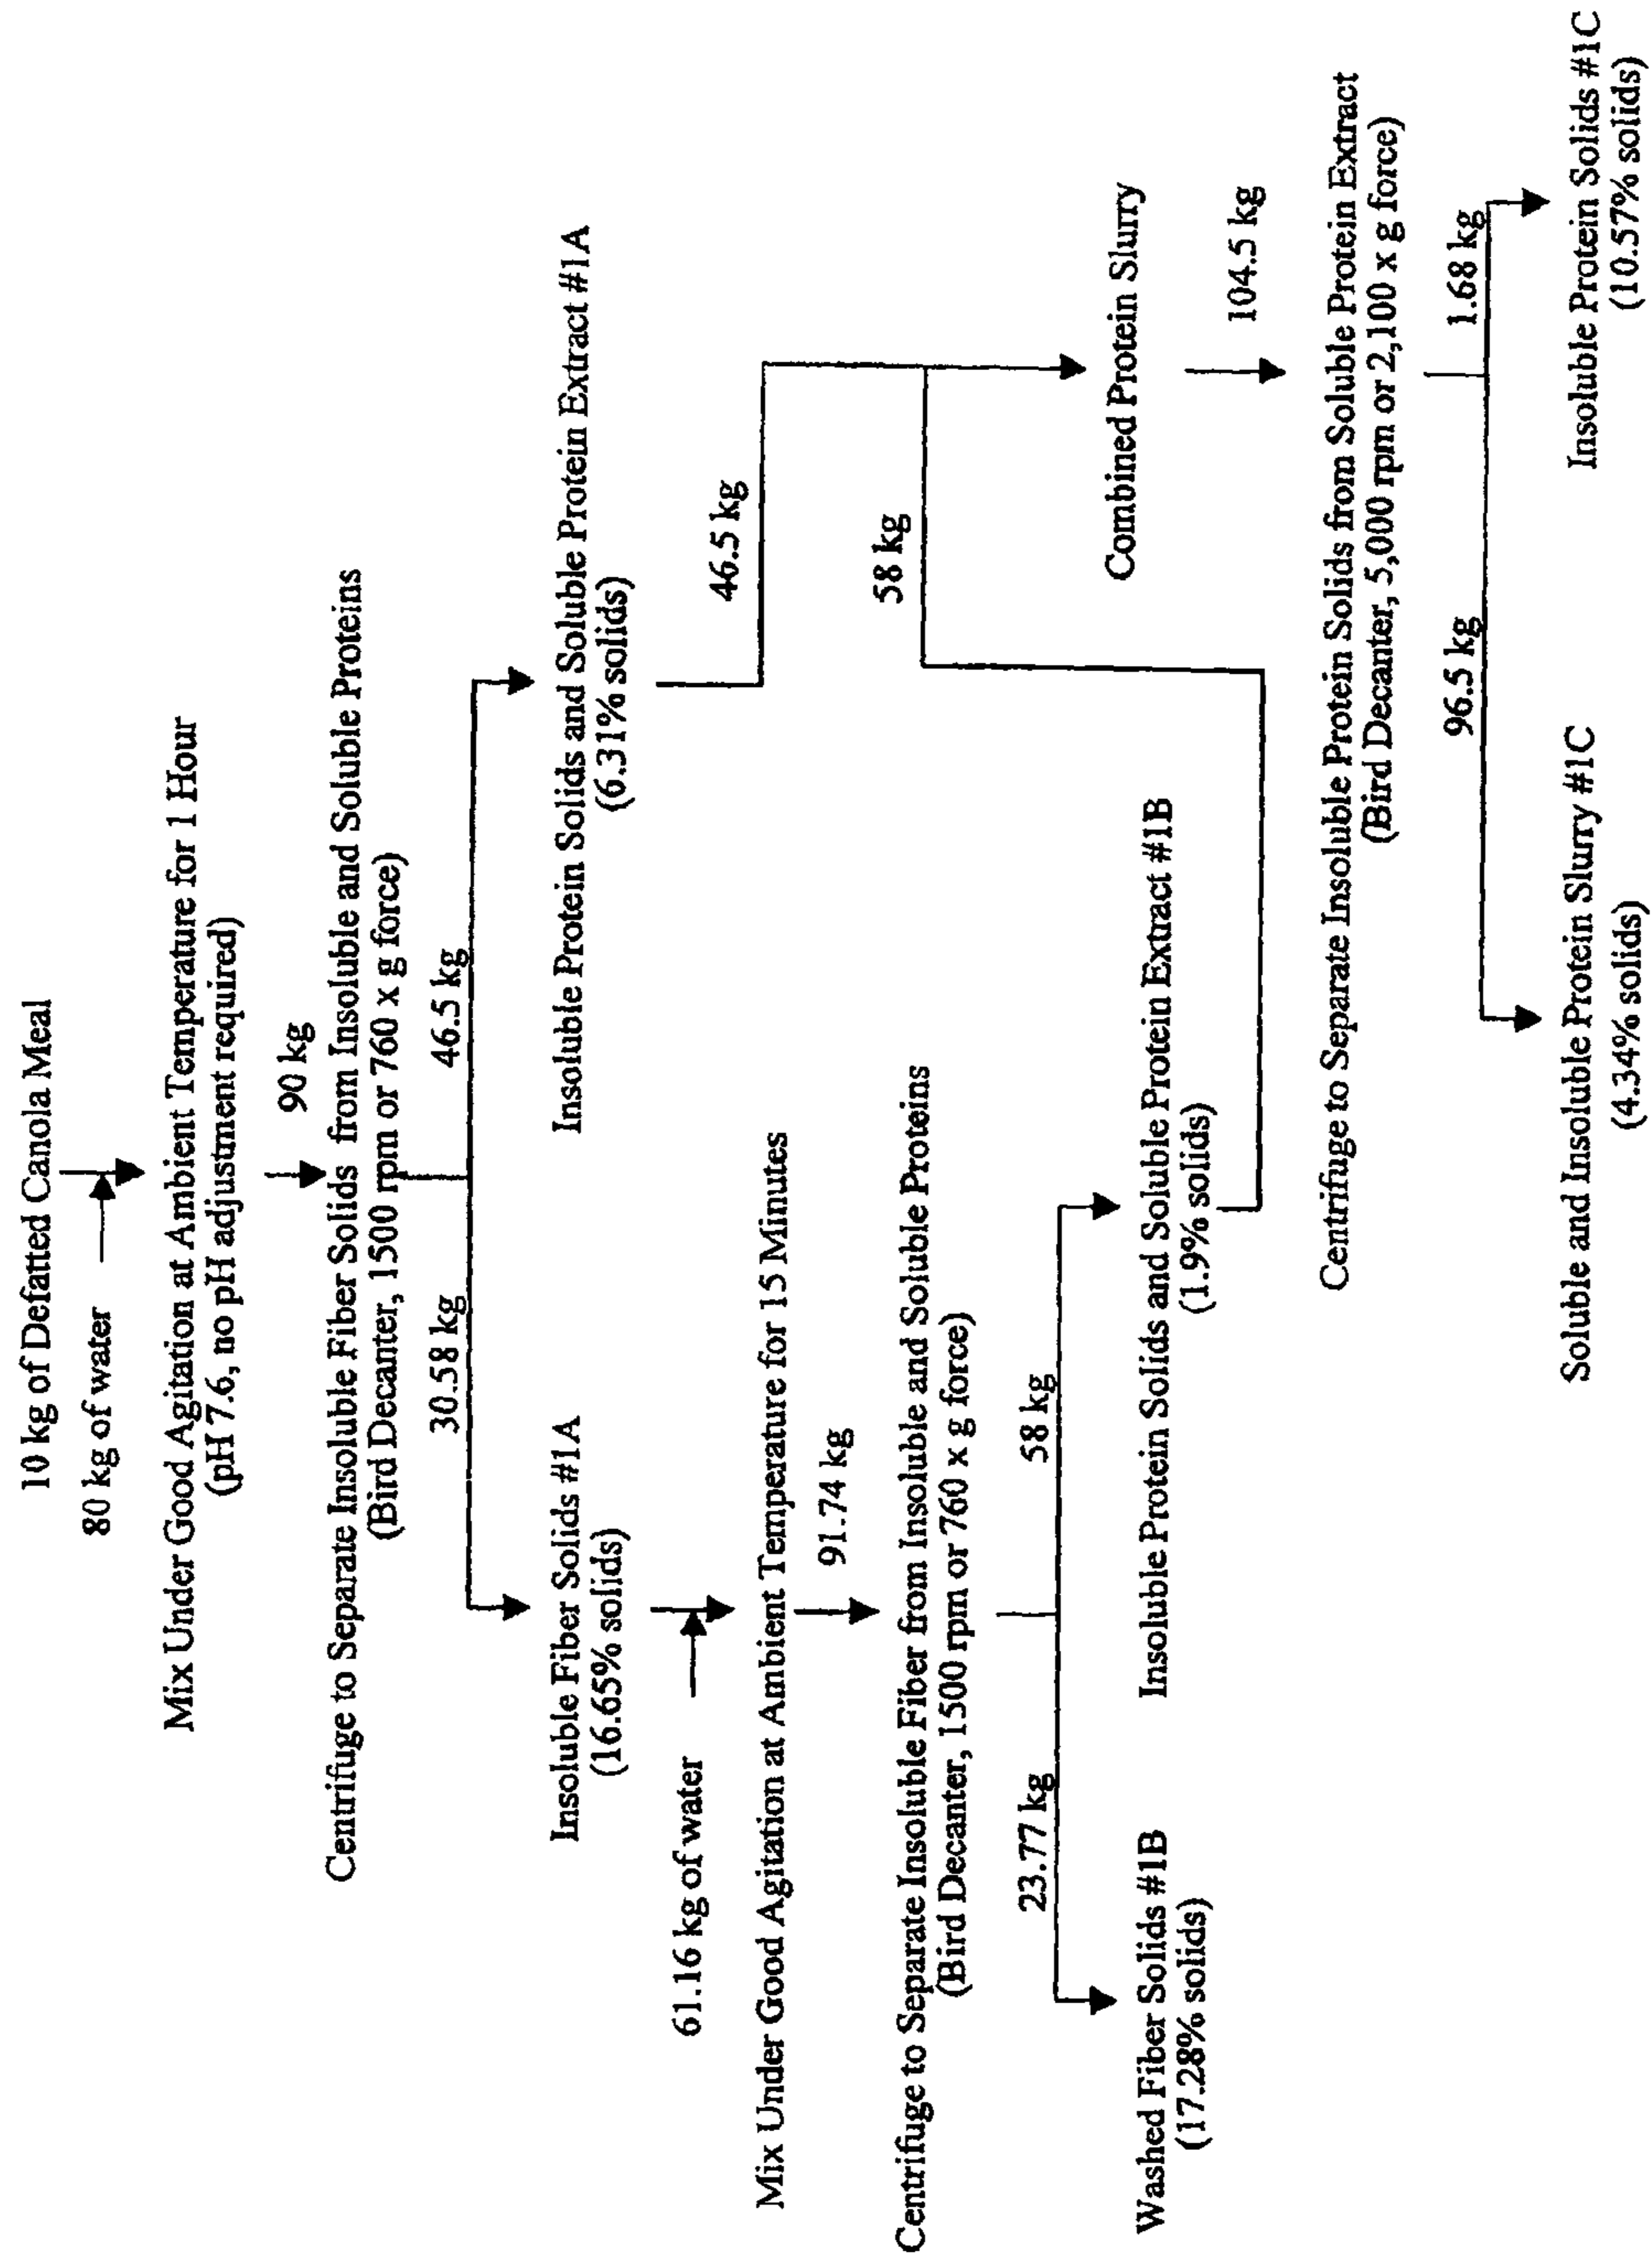 10 kg of Defatted Canola Meal
80 kg of water
Mix Under Good Agitation at Ambient Temperature for 1 Hour
(pH 7.6, no pH adjustment required)
90 kg
Centrifuge to Separate Insoluble Fiber Solids from Insoluble and Soluble Proteins
(Bird Decanter, 1500 rpm or 760 x g force)
30.58 kg
46.5 kg
Insoluble Fiber Solids #1A
(16.65% solids)
Insoluble Protein Solids and Soluble Protein Extract #1A
(6.31% solids)
61.16 kg of water
46.5 kg
Mix Under Good Agitation at Ambient Temperature for 15 Minutes
91.74 kg
58 kg
Centrifuge to Separate Insoluble Fiber from Insoluble and Soluble Proteins
(Bird Decanter, 1500 rpm or 760 x g force)
23.77 kg
58 kg
Washed Fiber Solids #1B
(17.28% solids)
Insoluble Protein Solids and Soluble Protein Extract #1B
(1.9% solids)
Combined Protein Slurry
104.5 kg
Centrifuge to Separate Insoluble Protein Solids from Soluble Protein Extract
(Bird Decanter, 5,000 rpm or 2,100 x g force)
96.5 kg
1.68 kg
Soluble and Insoluble Protein Slurry #1C
(4.34% solids)
Insoluble Protein Solids #1C
(10.57% solids)